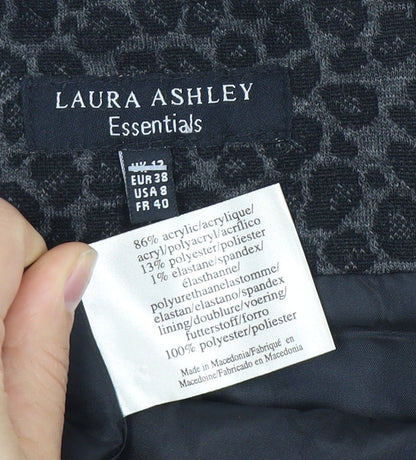 LAURA ASHLEY
Essentials
UK 12
EUR 38
USA 8
FR 40
86% acrylic/acrylique/
acryl/polyacryl/acrilico
13% polyester/poliester
1% elastane/spandex/
élasthanne/
polyurethaanelastomme/
elastan/elastano/spandex
lining/doublure/voering/
futterstoff/forro
100% polyester/poliester
Made in Macedonia/Fabriqué en
Macedoine/Fabricado en Macedonia